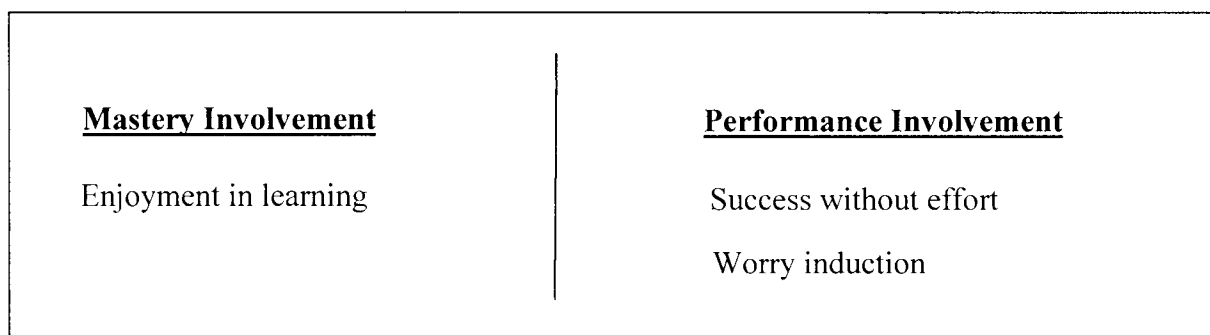 Mastery Involvement
Enjoyment in learning
Performance Involvement
Success without effort
Worry induction